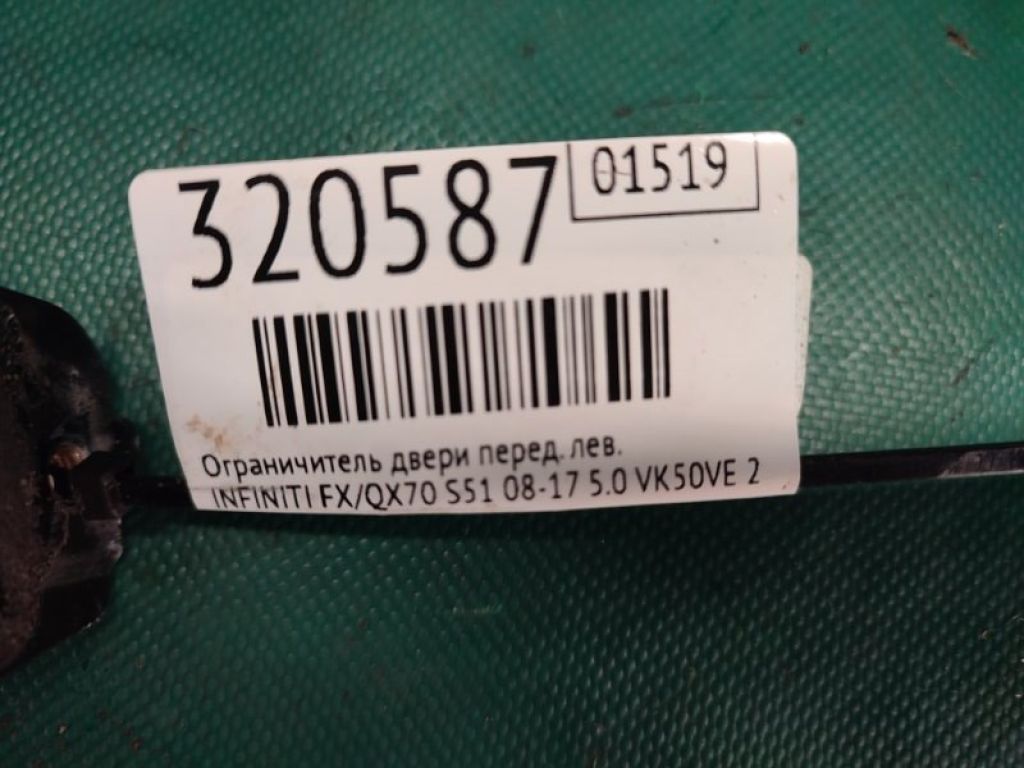 320587 01519
Ограничитель двери перед. лев.
INFINITI FX/QX70 S51 08-17 5.0 VK50VE 2